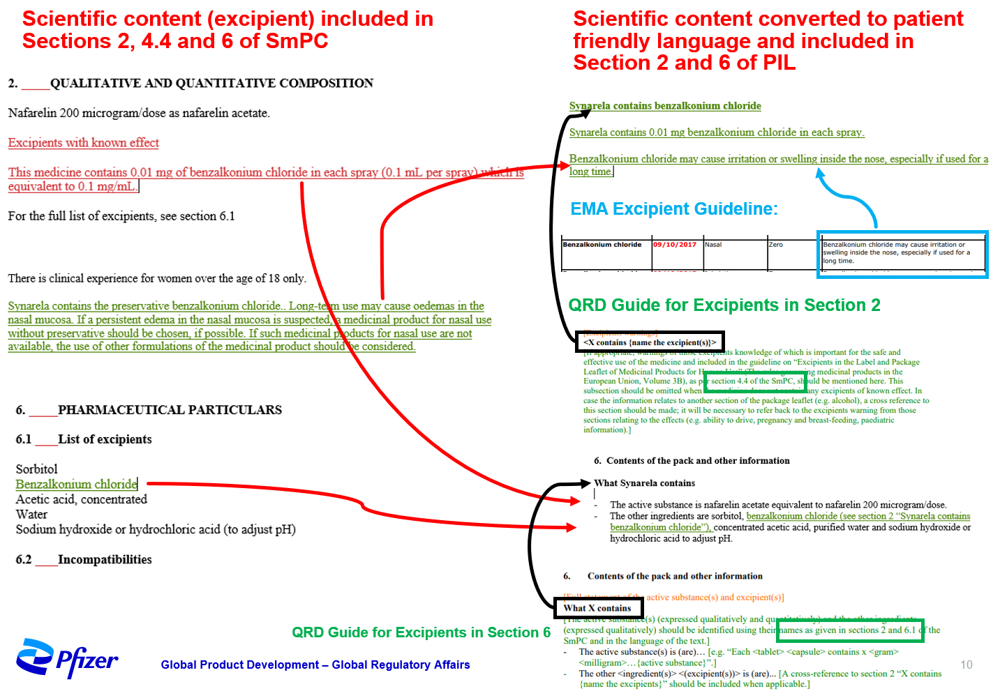 Scientific content (excipient) included in
Sections 2, 4.4 and 6 of SmPC
2. QUALITATIVE AND QUANTITATIVE COMPOSITION
Nafarelin 200 microgram/dose as nafarelin acetate.
Excipients with known effect
This medicine contains 0.01 mg of benzalkonium chloride in each spray (0.1 mL per spray) which is
equivalent to 0.1 mg/mL.
For the full list of excipients, see section 6.1
There is clinical experience for women over the age of 18 only.
Synarela contains the preservative benzalkonium chloride.. Long-term use may cause oedemas in the
nasal mucosa. If a persistent edema in the nasal mucosa is suspected, a medicinal product for nasal use
without preservative should be chosen, if possible. If such medicinal products for nasal use are not
available, the use of other formulations of the medicinal product should be considered.
6. PHARMACEUTICAL PARTICULARS
6.1 List of excipients
Sorbitol
Benzalkonium chloride
Acetic acid, concentrated
Water
Sodium hydroxide or hydrochloric acid (to adjust pH)
6.2 Incompatibilities
Scientific content converted to patient
friendly language and included in
Section 2 and 6 of PIL
Synarela contains benzalkonium chloride
Synarela contains 0.01 mg benzalkonium chloride in each spray.
Benzalkonium chloride may cause irritation or swelling inside the nose, especially if used for a
long time.
EMA Excipient Guideline:
Benzalkonium chloride 09/10/2017 Nasal Zero Benzalkonium chloride may cause irritation or
swelling inside the nose, especially if used for a
long time.
QRD Guide for Excipients in Section 2
[Excipients warnings]
<X contains {name the excipient(s)}>
[If appropriate, warnings of those excipients knowledge of which is important for the safe and
effective use of the medicine and included in the guideline on “Excipients in the Label and Package
Leaflet of Medicinal Products for Human Use” (The rules governing medicinal products in the
European Union, Volume 3B), as per section 4.4 of the SmPC, should be mentioned here. This
subsection should be omitted when the medicine does not contain any excipients of known effect. In
case the information relates to another section of the package leaflet (e.g. alcohol), a cross reference to
this section should be made; it will be necessary to refer back to the excipients warning from those
sections relating to the effects (e.g. ability to drive, pregnancy and breast-feeding, paediatric
information).]
6. Contents of the pack and other information
What Synarela contains
- The active substance is nafarelin acetate equivalent to nafarelin 200 microgram/dose.
- The other ingredients are sorbitol, benzalkonium chloride (see section 2 “Synarela contains
benzalkonium chloride”), concentrated acetic acid, purified water and sodium hydroxide or
hydrochloric acid to adjust pH.
6. Contents of the pack and other information
[Full statement of the active substance(s) and excipient(s)]
What X contains
[The active substance(s) (expressed qualitatively and quantitatively) and the other ingredients
(expressed qualitatively) should be identified using their names as given in sections 2 and 6.1 of the
SmPC and in the language of the text.]
- The active substance(s) is (are)… [e.g. “Each <tablet> <capsule> contains x <gram>
<milligram>…{active substance}”.]
- The other <ingredient(s)> <(excipient(s))> is (are)... [A cross-reference to section 2 “X contains
{name the excipients}” should be included when applicable.]
QRD Guide for Excipients in Section 6
Pfizer
Global Product Development – Global Regulatory Affairs
10